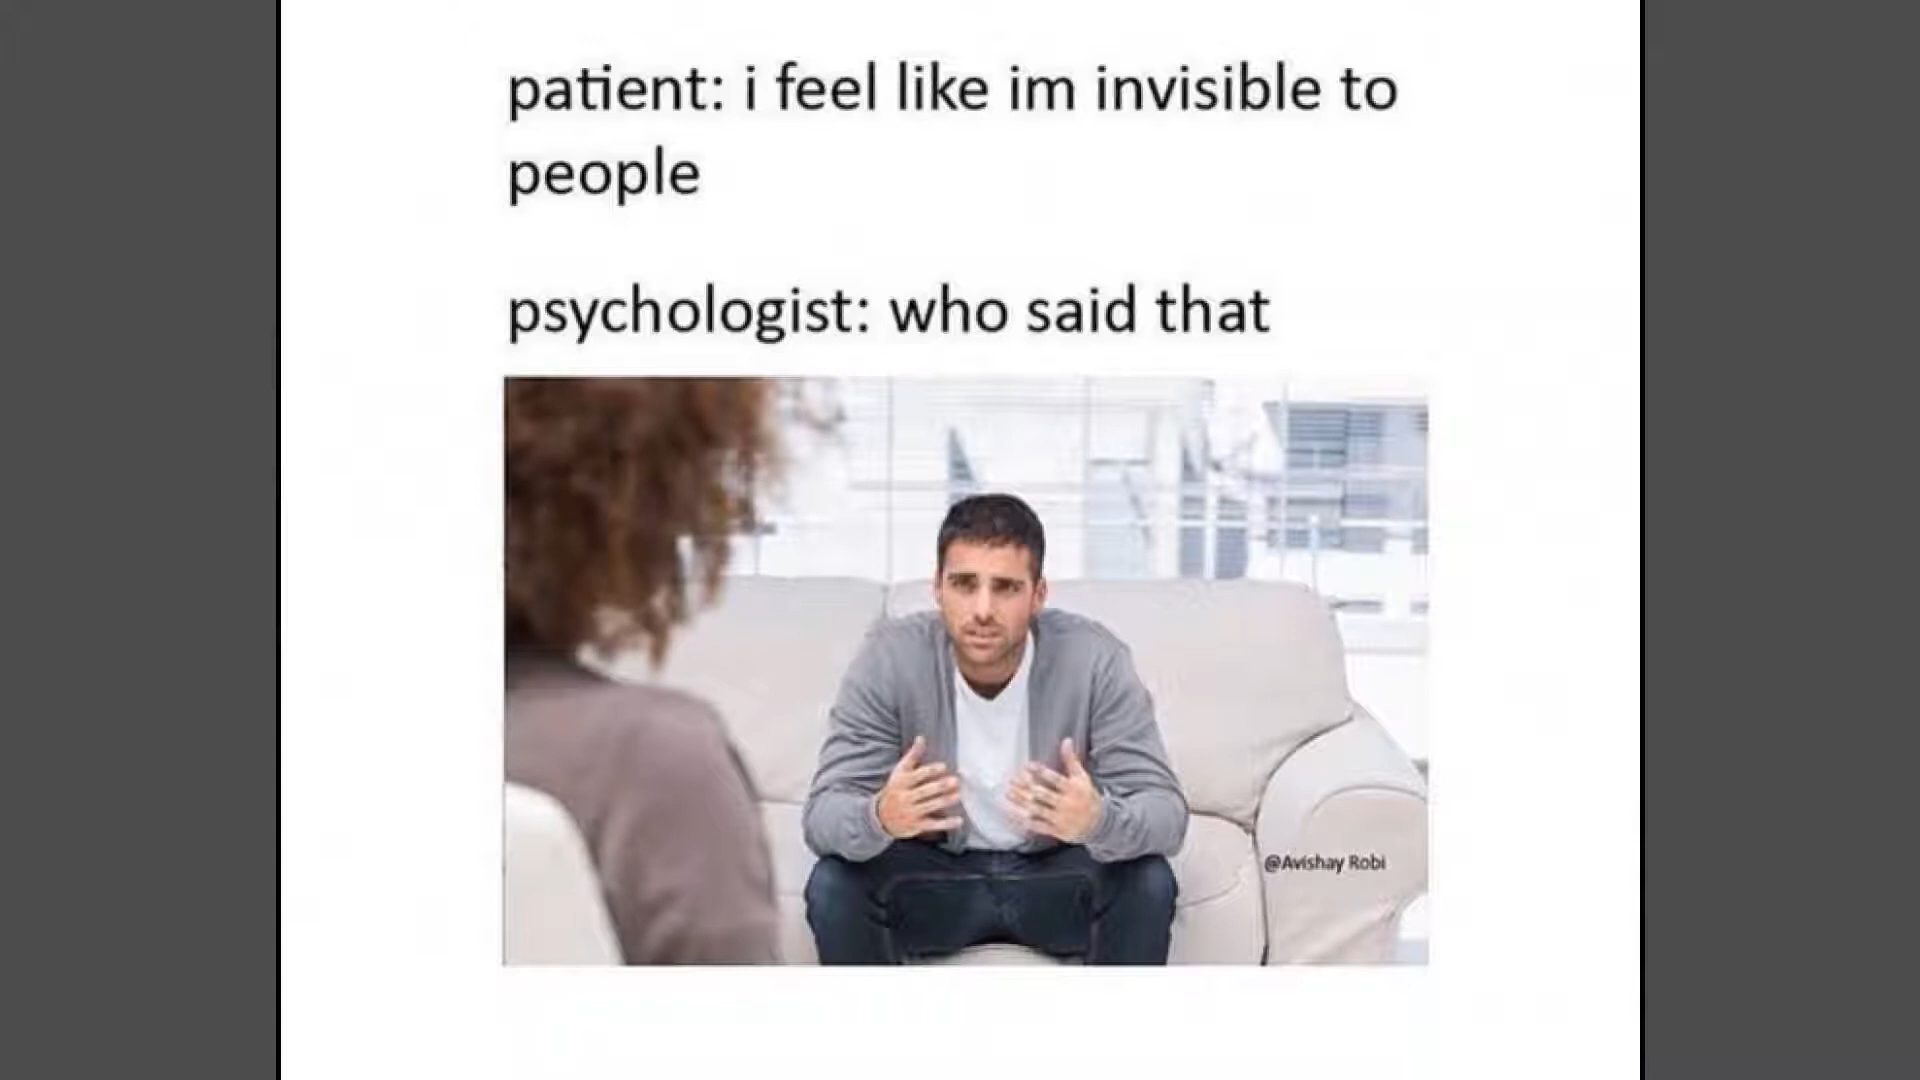 patient: i feel like im invisible to
people
psychologist: who said that
@Avishay Robi